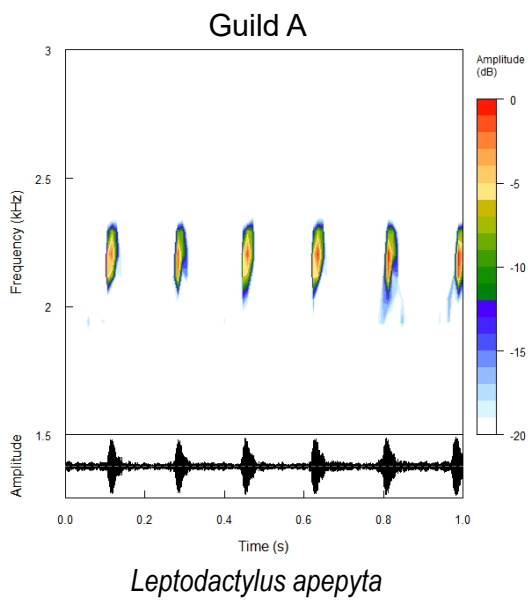 Guild A
Amplitude
(dB)
3
2.5
2
1.5
Frequency (kHz)
Amplitude
0
-5
-10
-15
-20
0.0 0.2 0.4 0.6 0.8 1.0
Time (s)
Leptodactylus apepyta